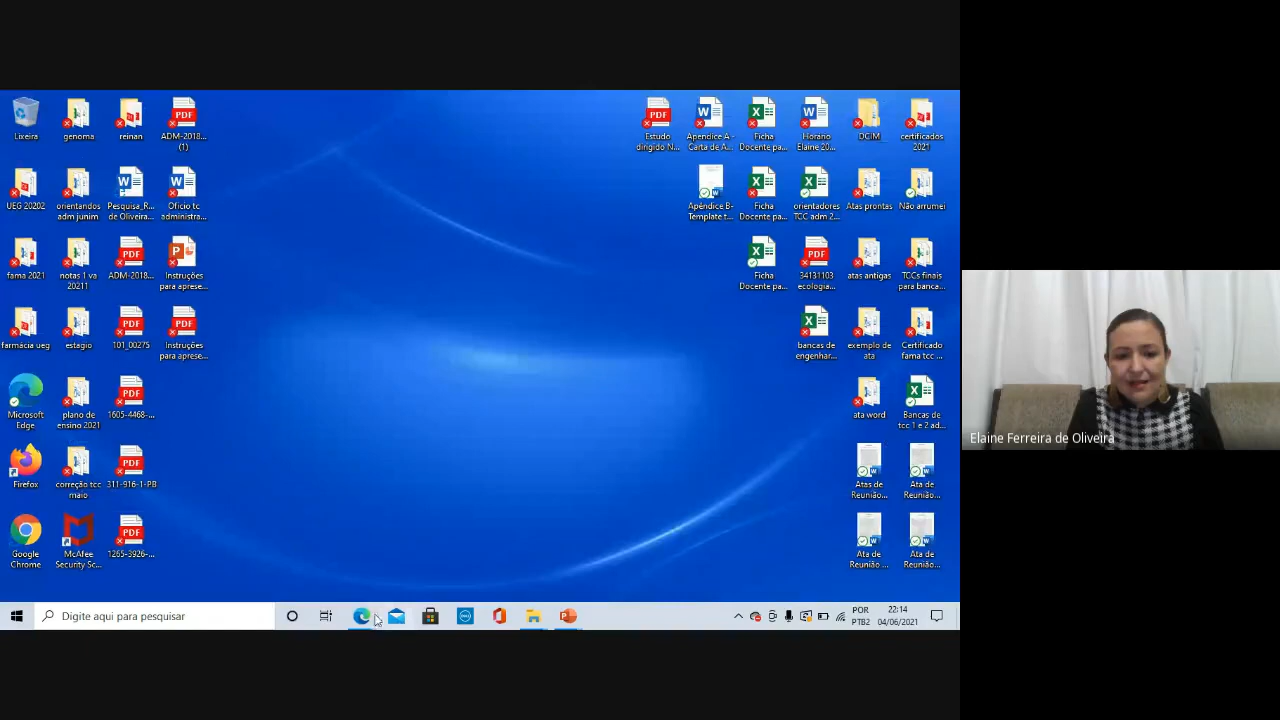 Lixeira
genoma
reinan
ADM-2018...
(1)
UEG 20202
orientandos
adm junim
Pesquisa_R...
de Oliveira...
Oficio tc
administra...
fama 2021
notas 1 va
20211
ADM-2018...
Instruções
para aprese...
farmácia ueg
estagio
101_00275
Instruções
para aprese...
Microsoft
Edge
plano de
ensino 2021
1605-4468-...
Firefox
correção tcc
maio
311-916-1-PB
Google
Chrome
McAfee
Security Sc...
1265-3926-...
Estudo
dirigido N...
Apendice A -
Carta de A...
Ficha
Docente pa...
Horário
Elaine 20...
DCIM
certificados
2021
Apêndice B-
Template t...
Ficha
Docente pa...
orientadores
TCC adm 2...
Atas prontas
Não arrumei
Ficha
Docente pa...
34131103
ecologia...
atas antigas
TCCs finais
para banca...
bancas de
engenhar...
exemplo de
ata
Certificado
fama tcc ...
ata word
Bancas de
tcc 1 e 2 ad...
Atas de
Reunião...
Ata de
Reunião...
Ata de
Reunião ...
Ata de
Reunião...
Elaine Ferreira de Oliveira
Digite aqui para pesquisar
POR
PTB2
22:14
04/06/2021